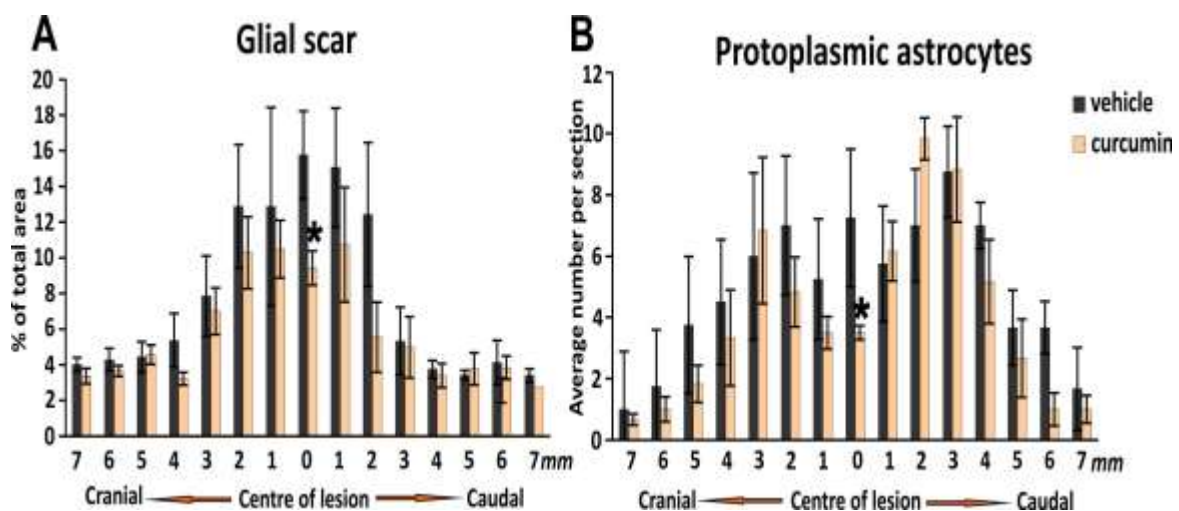 A
Glial scar
% of total area
20
18
16
14
12
10
8
6
4
2
0
7 6 5 4 3 2 1 0 1 2 3 4 5 6 7mm
Cranial Centre of lesion Caudal
*
B
Protoplasmic astrocytes
Average number per section
12
10
8
6
4
2
0
7 6 5 4 3 2 1 0 1 2 3 4 5 6 7 mm
Cranial Centre of lesion Caudal
*
vehicle
curcumin